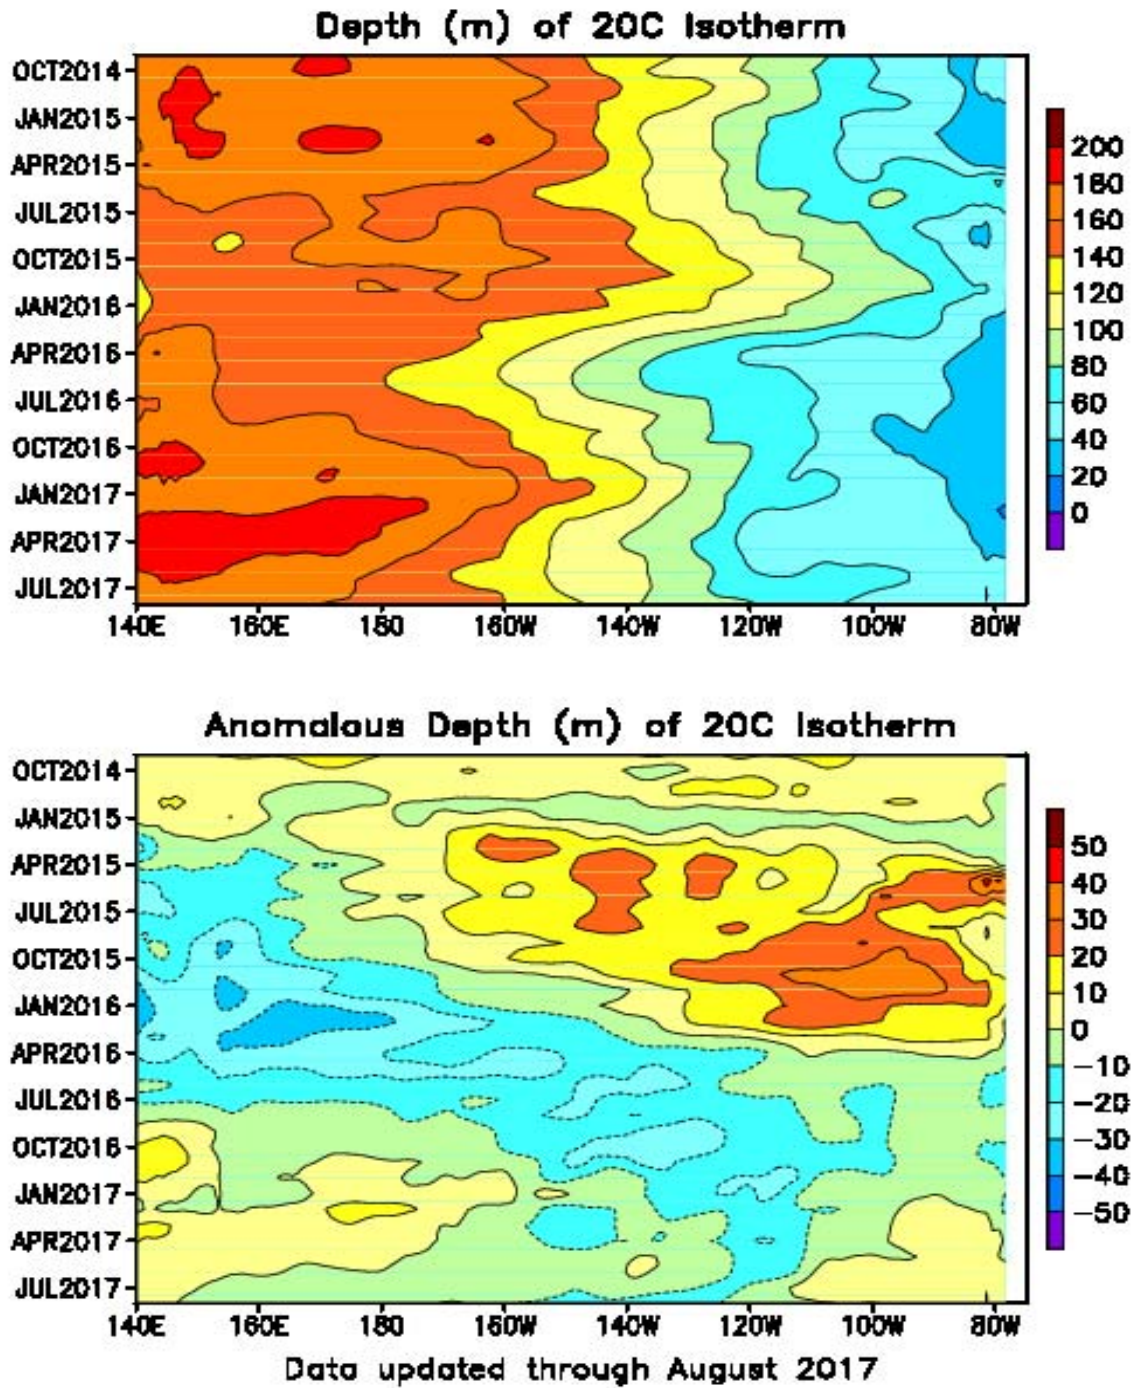 Depth (m) of 20C Isotherm
OCT2014
JAN2015
APR2015
JUL2015
OCT2015
JAN2016
APR2016
JUL2016
OCT2016
JAN2017
APR2017
JUL2017
140E 160E 180 160W 140W 120W 100W 80W
200
180
160
140
120
100
80
60
40
20
0
Anomalous Depth (m) of 20C Isotherm
OCT2014
JAN2015
APR2015
JUL2015
OCT2015
JAN2016
APR2016
JUL2016
OCT2016
JAN2017
APR2017
JUL2017
140E 160E 180 160W 140W 120W 100W 80W
50
40
30
20
10
0
-10
-20
-30
-40
-50
Data updated through August 2017